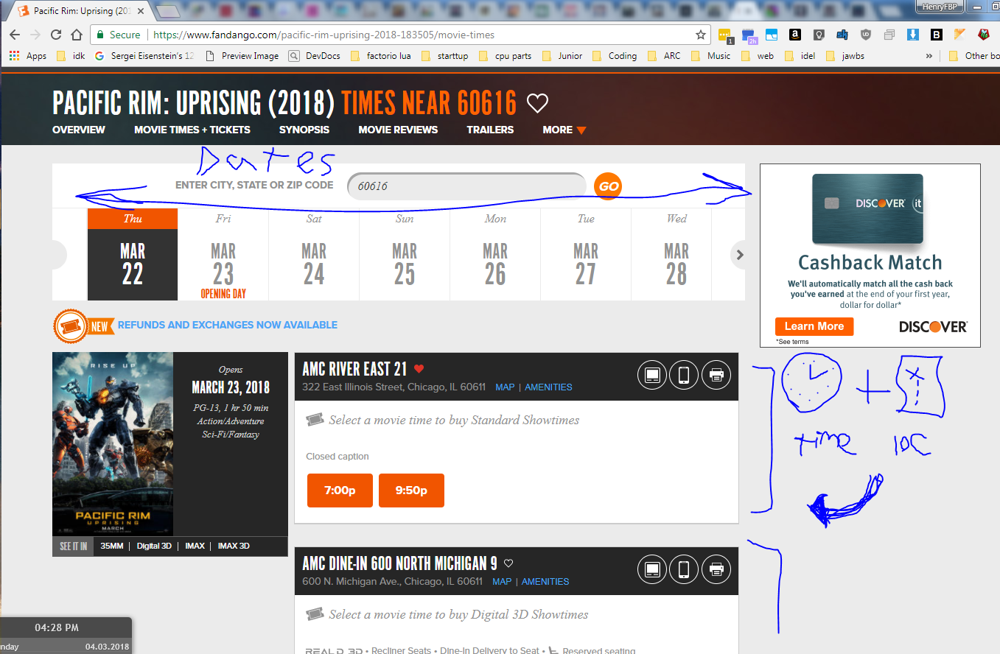 Pacific Rim: Uprising (201
HenryFBP
Secure https://www.fandango.com/pacific-rim-uprising-2018-183505/movie-times
1
2h
Apps idk Sergei Eisenstein's 12 Preview Image DevDocs factorio lua starttup cpu parts Junior Coding ARC Music web idel jawbs » Other bo
PACIFIC RIM: UPRISING (2018) TIMES NEAR 60616
OVERVIEW MOVIE TIMES + TICKETS SYNOPSIS MOVIE REVIEWS TRAILERS MORE
Dates
ENTER CITY, STATE OR ZIP CODE 60616 GO
Thu Fri Sat Sun Mon Tue Wed
MAR MAR MAR MAR MAR MAR MAR
22 23 24 25 26 27 28
OPENING DAY
DISCOVER it
Cashback Match
We'll automatically match all the cash back
you've earned at the end of your first year,
dollar for dollar*
Learn More DISCOVER
*See terms
NEW REFUNDS AND EXCHANGES NOW AVAILABLE
RISE UP
PACIFIC RIM
UPRISING
MARCH
Opens
MARCH 23, 2018
PG-13, 1 hr 50 min
Action/Adventure
Sci-Fi/Fantasy
SEE IT IN 35MM | Digital 3D | IMAX | IMAX 3D
AMC RIVER EAST 21
322 East Illinois Street, Chicago, IL 60611 MAP | AMENITIES
Select a movie time to buy Standard Showtimes
Closed caption
7:00p 9:50p
+ X
time loc
AMC DINE-IN 600 NORTH MICHIGAN 9
600 N. Michigan Ave., Chicago, IL 60611 MAP | AMENITIES
Select a movie time to buy Digital 3D Showtimes
REAL D 3D • Recliner Seats • Dine-In Delivery to Seat • Reserved seating
04:28 PM
nday 04.03.2018